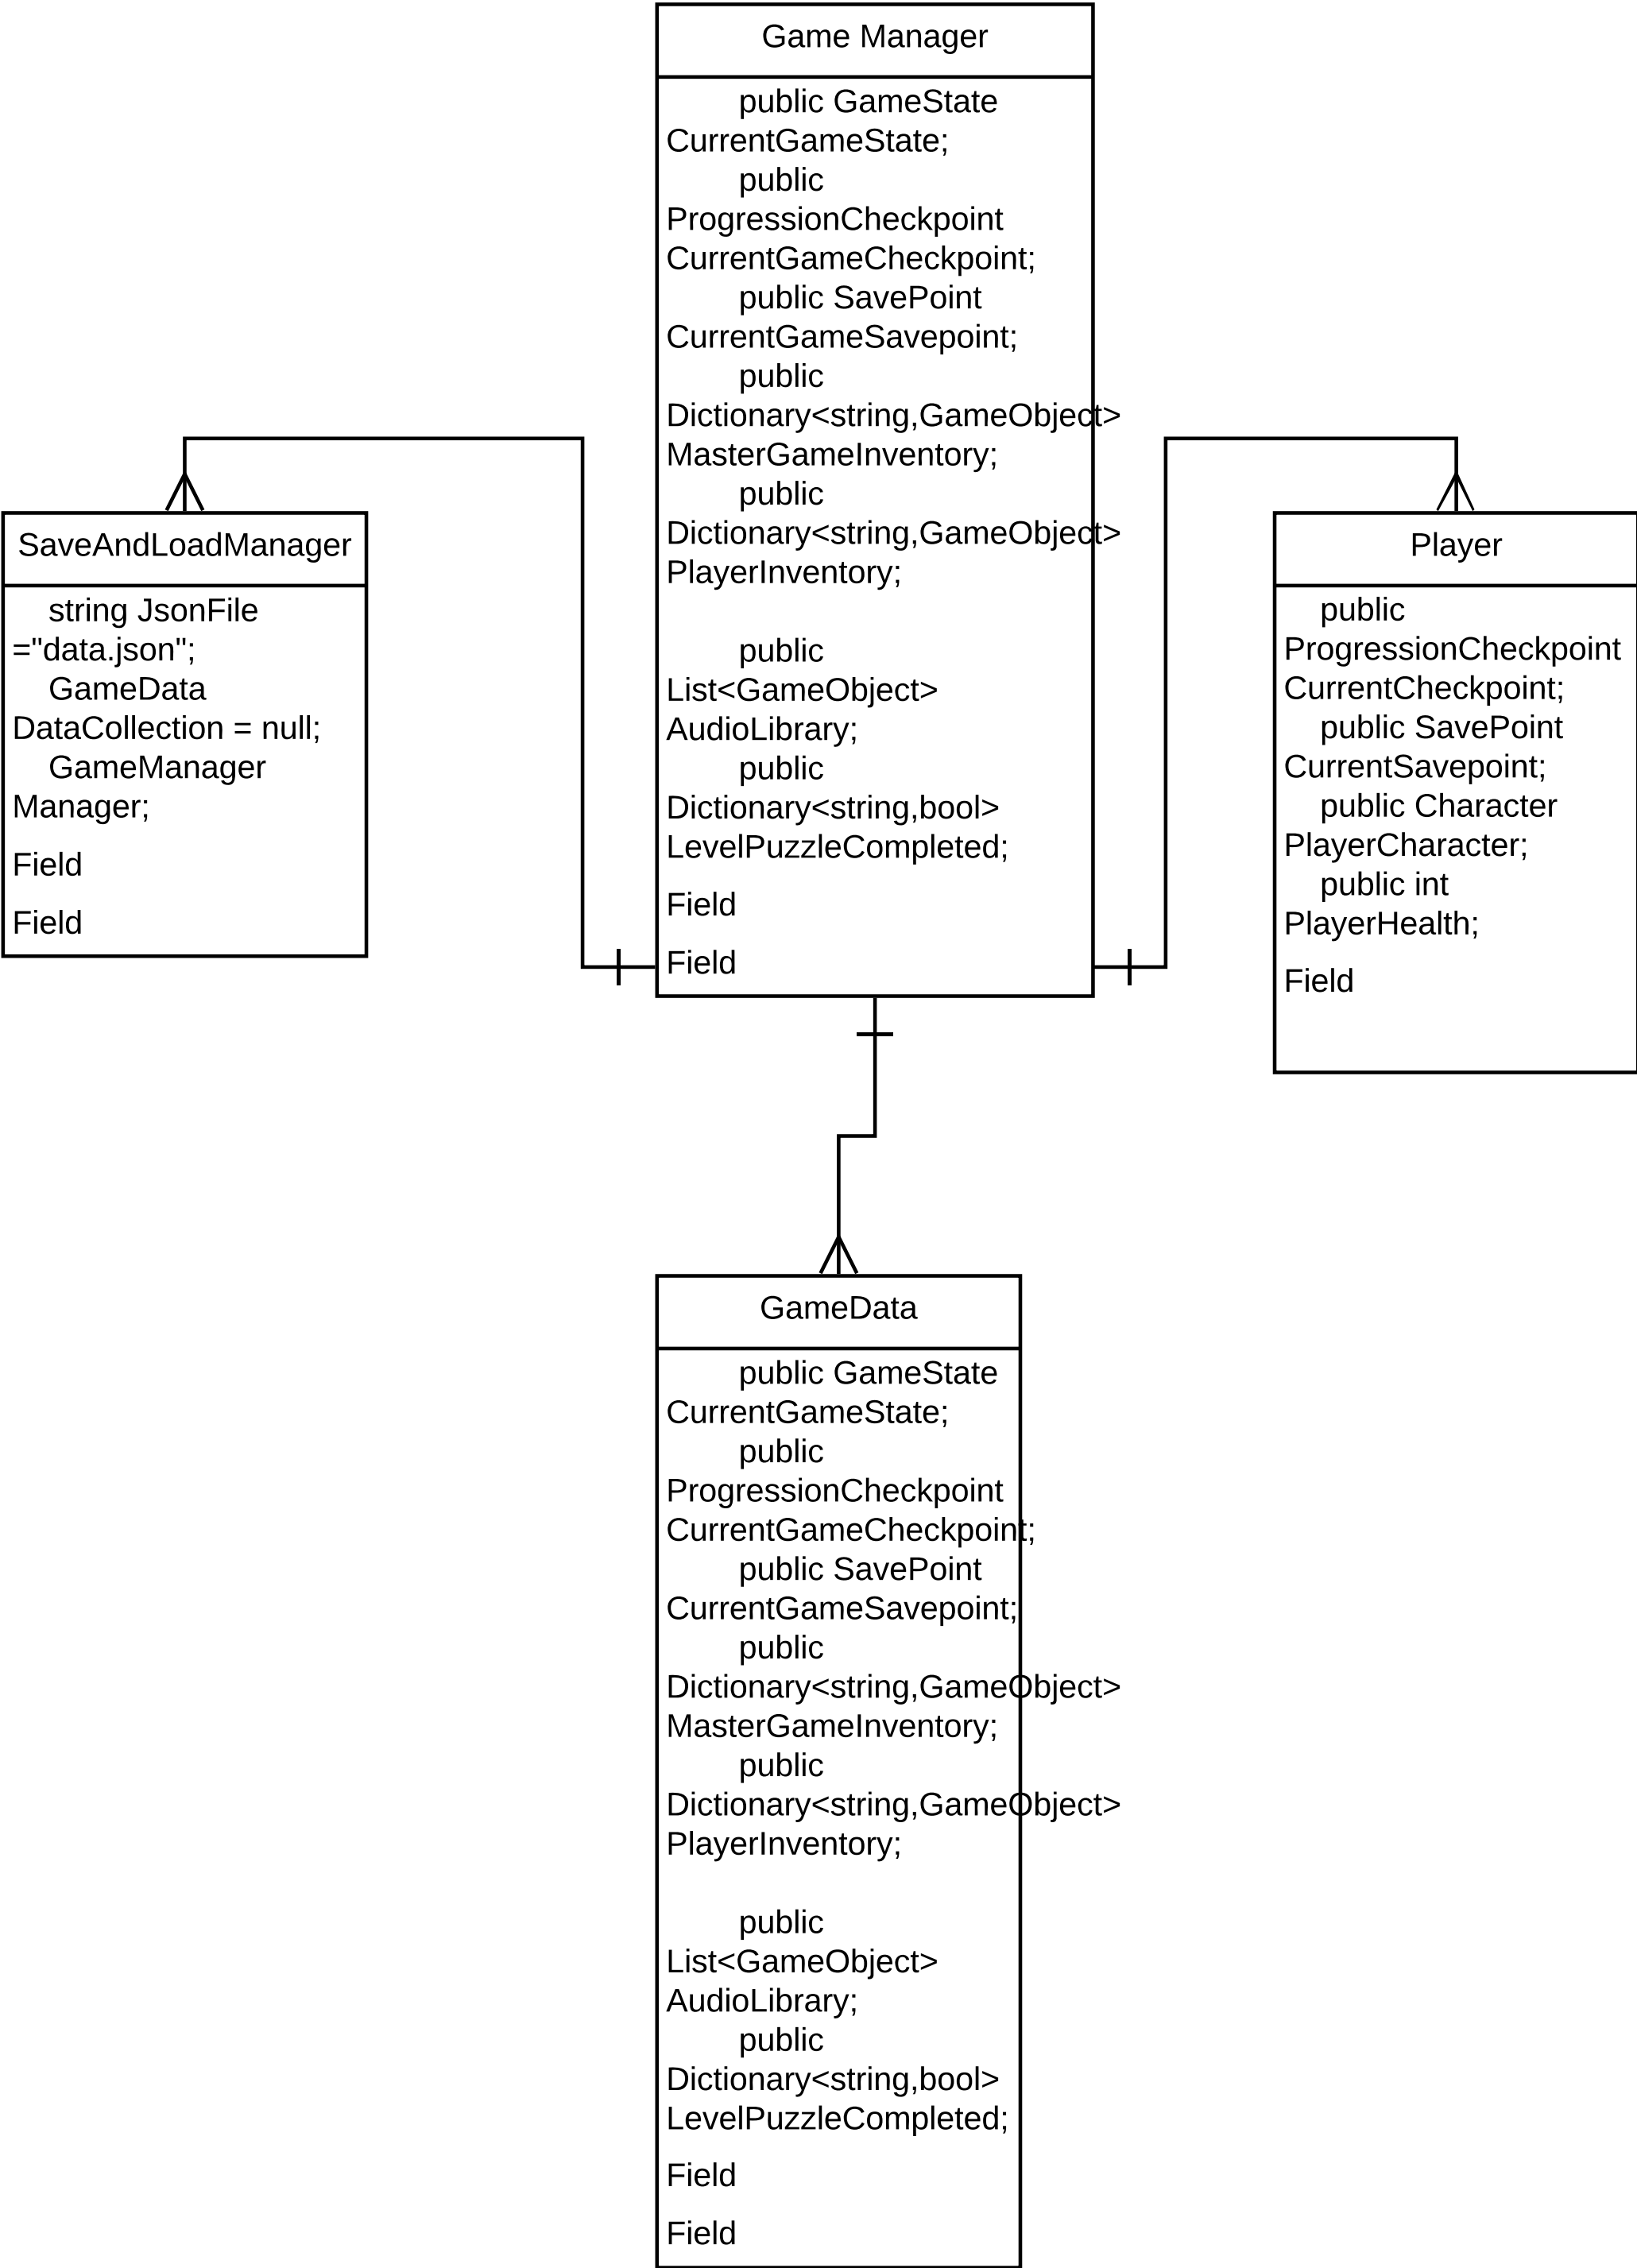 Game Manager
public GameState
CurrentGameState;
public
ProgressionCheckpoint
CurrentGameCheckpoint;
public SavePoint
CurrentGameSavepoint;
public
Dictionary<string,GameObject>
MasterGameInventory;
public
Dictionary<string,GameObject>
PlayerInventory;
public
List<GameObject>
AudioLibrary;
public
Dictionary<string,bool>
LevelPuzzleCompleted;
Field
Field
SaveAndLoadManager
string JsonFile
="data.json";
GameData
DataCollection = null;
GameManager
Manager;
Field
Field
Player
public
ProgressionCheckpoint
CurrentCheckpoint;
public SavePoint
CurrentSavepoint;
public Character
PlayerCharacter;
public int
PlayerHealth;
Field
GameData
public GameState
CurrentGameState;
public
ProgressionCheckpoint
CurrentGameCheckpoint;
public SavePoint
CurrentGameSavepoint;
public
Dictionary<string,GameObject>
MasterGameInventory;
public
Dictionary<string,GameObject>
PlayerInventory;
public
List<GameObject>
AudioLibrary;
public
Dictionary<string,bool>
LevelPuzzleCompleted;
Field
Field